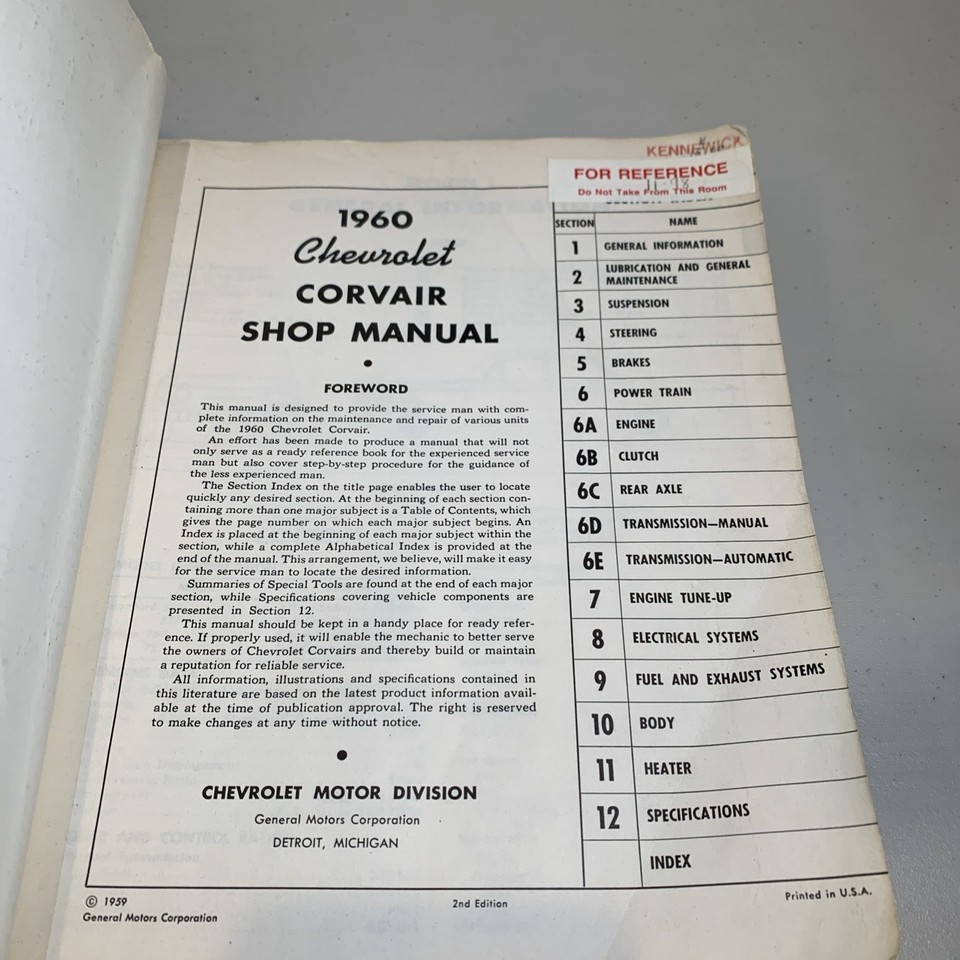 KENNEWICK
FOR REFERENCE
Do Not Take From This Room
1960
Chevrolet
CORVAIR
SHOP MANUAL
•
FOREWORD
This manual is designed to provide the service man with com-
plete information on the maintenance and repair of various units
of the 1960 Chevrolet Corvair.
An effort has been made to produce a manual that will not
only serve as a ready reference book for the experienced service
man but also cover step-by-step procedure for the guidance of
the less experienced man.
The Section Index on the title page enables the user to locate
quickly any desired section. At the beginning of each section con-
taining more than one major subject is a Table of Contents, which
gives the page number on which each major subject begins. An
Index is placed at the beginning of each major subject within the
section, while a complete Alphabetical Index is provided at the
end of the manual. This arrangement, we believe, will make it easy
for the service man to locate the desired information.
Summaries of Special Tools are found at the end of each major
section, while Specifications covering vehicle components are
presented in Section 12.
This manual should be kept in a handy place for ready refer-
ence. If properly used, it will enable the mechanic to better serve
the owners of Chevrolet Corvairs and thereby build or maintain
a reputation for reliable service.
All information, illustrations and specifications contained in
this literature are based on the latest product information avail-
able at the time of publication approval. The right is reserved
to make changes at any time without notice.
•
CHEVROLET MOTOR DIVISION
General Motors Corporation
DETROIT, MICHIGAN
SECTION NAME
1 GENERAL INFORMATION
2 LUBRICATION AND GENERAL
MAINTENANCE
3 SUSPENSION
4 STEERING
5 BRAKES
6 POWER TRAIN
6A ENGINE
6B CLUTCH
6C REAR AXLE
6D TRANSMISSION—MANUAL
6E TRANSMISSION—AUTOMATIC
7 ENGINE TUNE-UP
8 ELECTRICAL SYSTEMS
9 FUEL AND EXHAUST SYSTEMS
10 BODY
11 HEATER
12 SPECIFICATIONS
INDEX
© 1959
General Motors Corporation
2nd Edition
Printed in U.S.A.